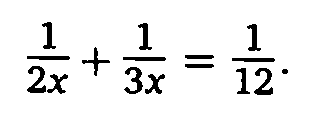 1/2x + 1/3x = 1/12.